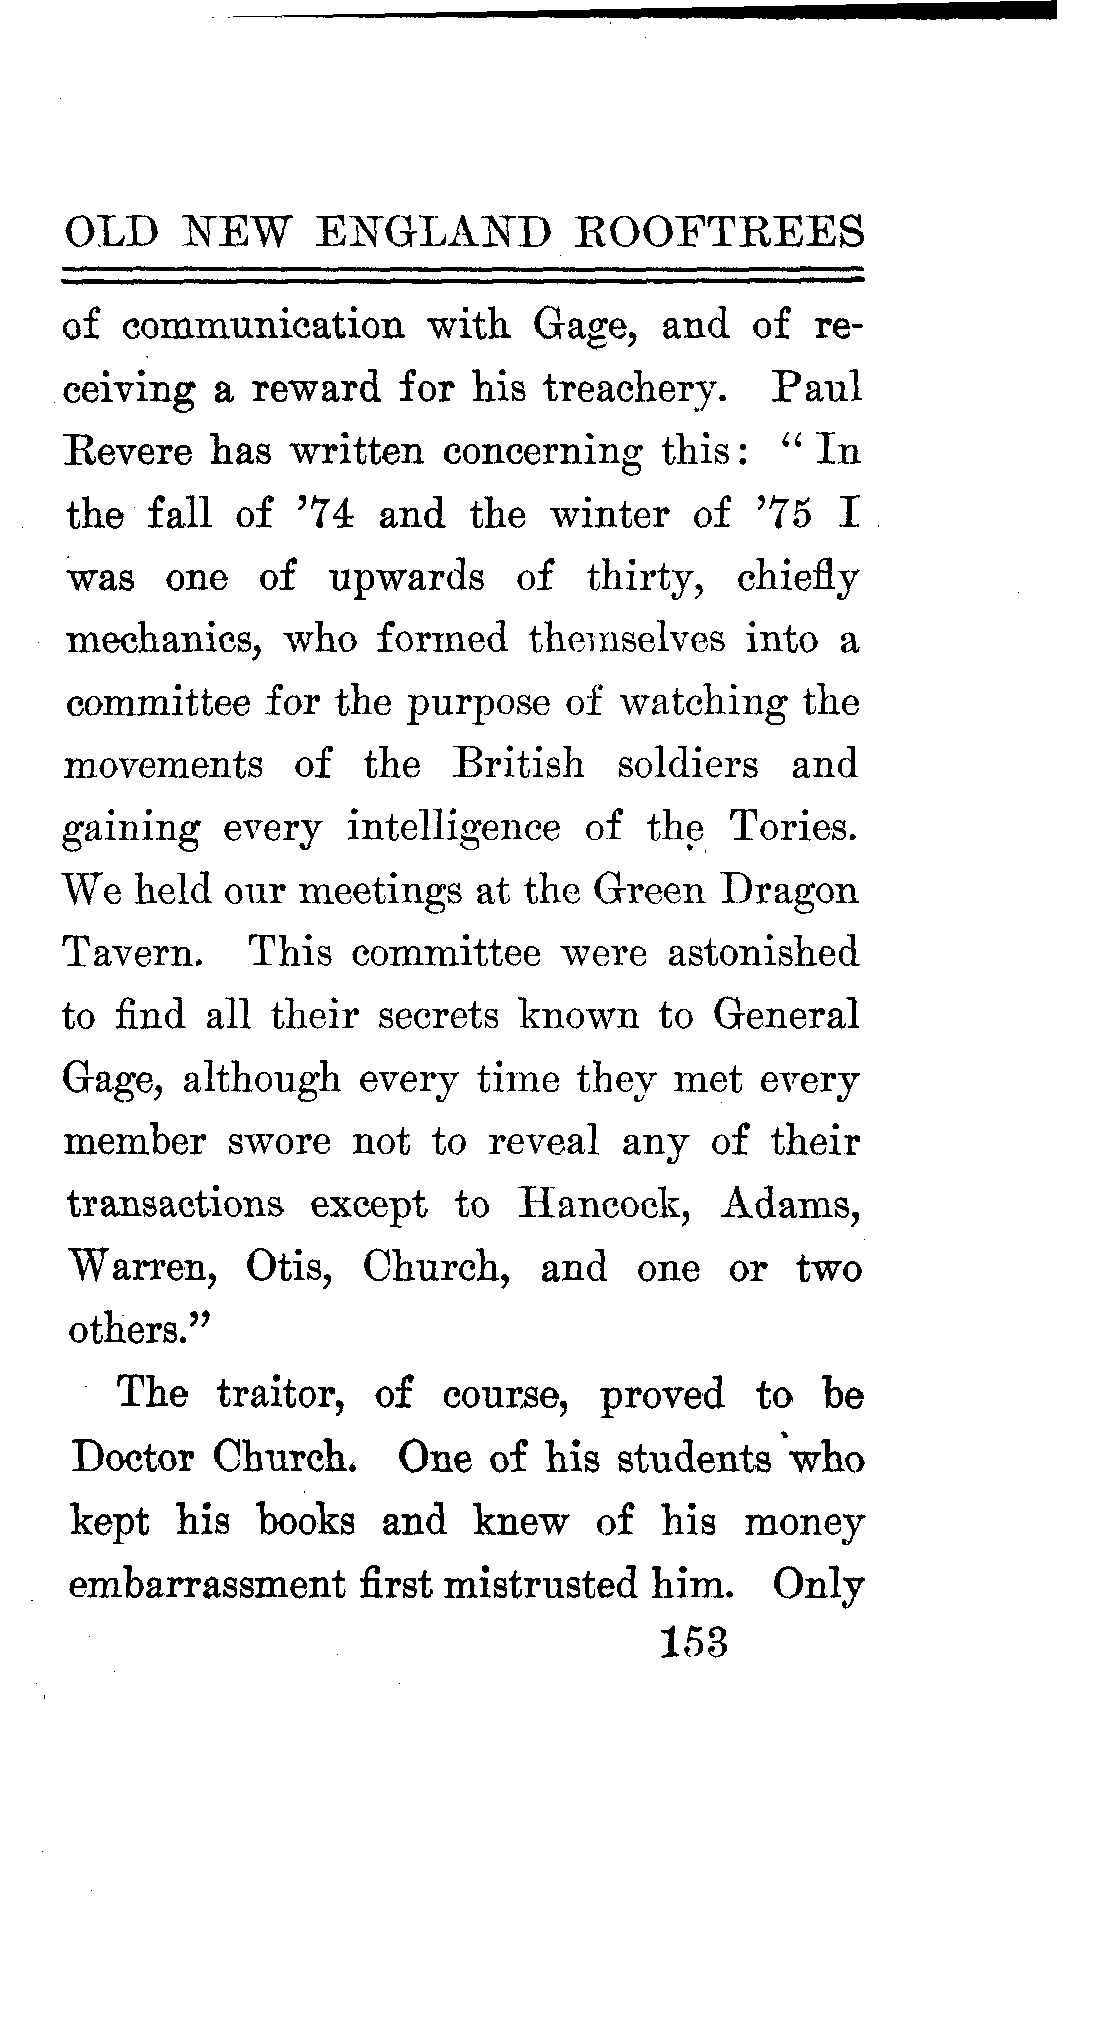 OLD NEW ENGLAND ROOFTREES
of communication with Gage, and of re-
ceiving a reward for his treachery. Paul
Revere has written concerning this: "In
the fall of '74 and the winter of '75 I
was one of upwards of thirty, chiefly
mechanics, who formed themselves into a
committee for the purpose of watching the
movements of the British soldiers and
gaining every intelligence of the Tories.
We held our meetings at the Green Dragon
Tavern. This committee were astonished
to find all their secrets known to General
Gage, although every time they met every
member swore not to reveal any of their
transactions except to Hancock, Adams,
Warren, Otis, Church, and one or two
others."
The traitor, of course, proved to be
Doctor Church. One of his students who
kept his books and knew of his money
embarrassment first mistrusted him. Only
153